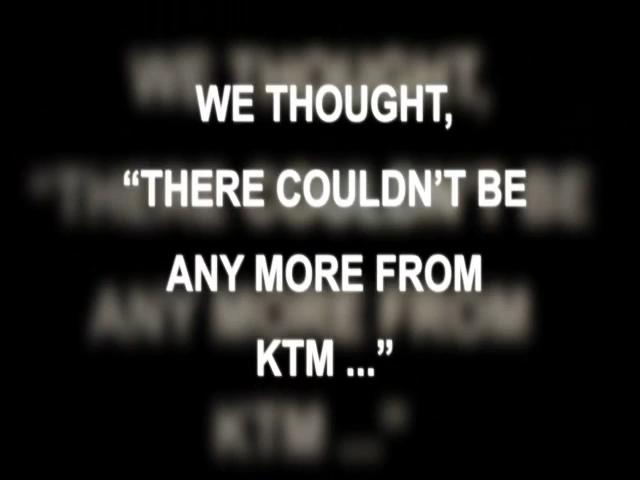 WE THOUGHT,
“THERE COULDN’T BE
ANY MORE FROM
KTM ...”